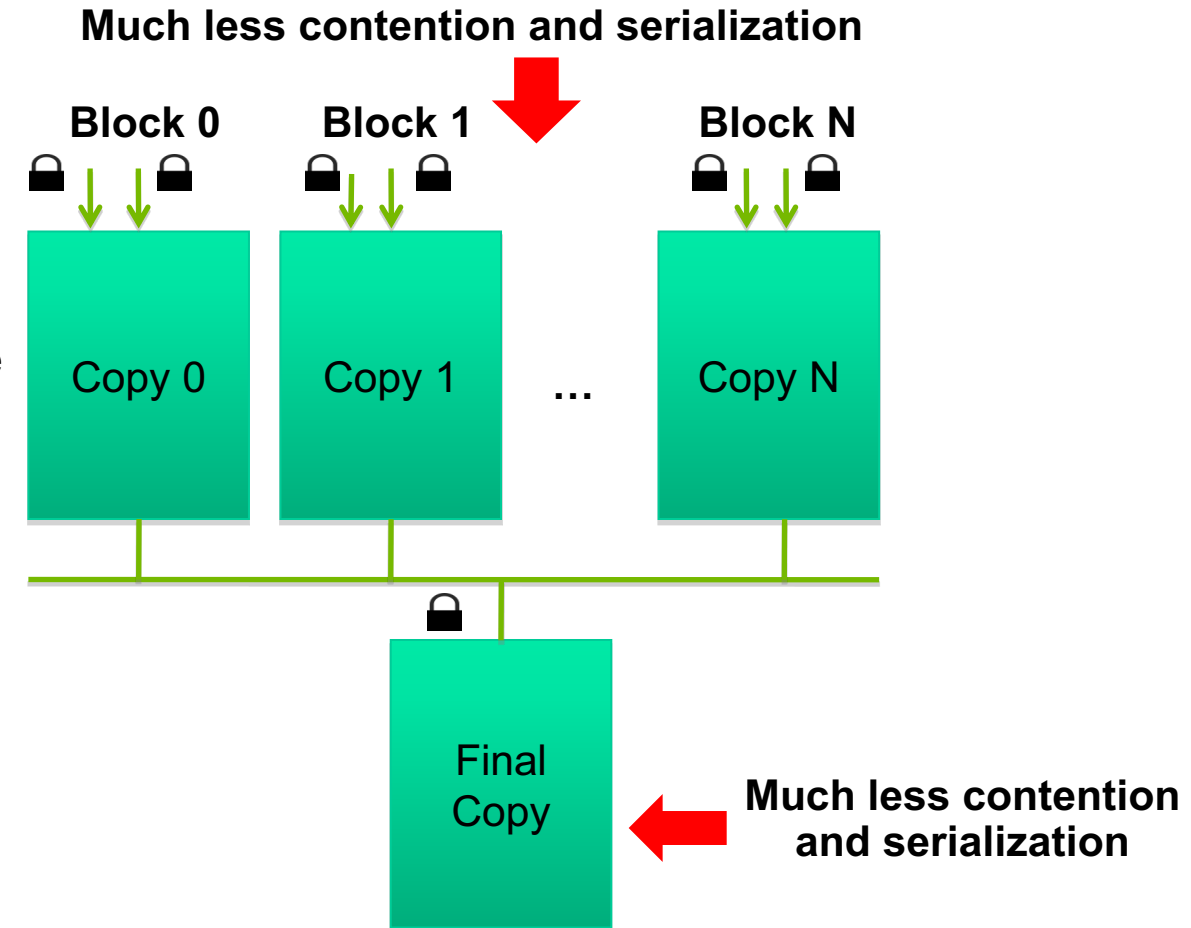 Much less contention and serialization
Block 0 Block 1 Block N
Copy 0 Copy 1 ... Copy N
Final
Copy
Much less contention
and serialization